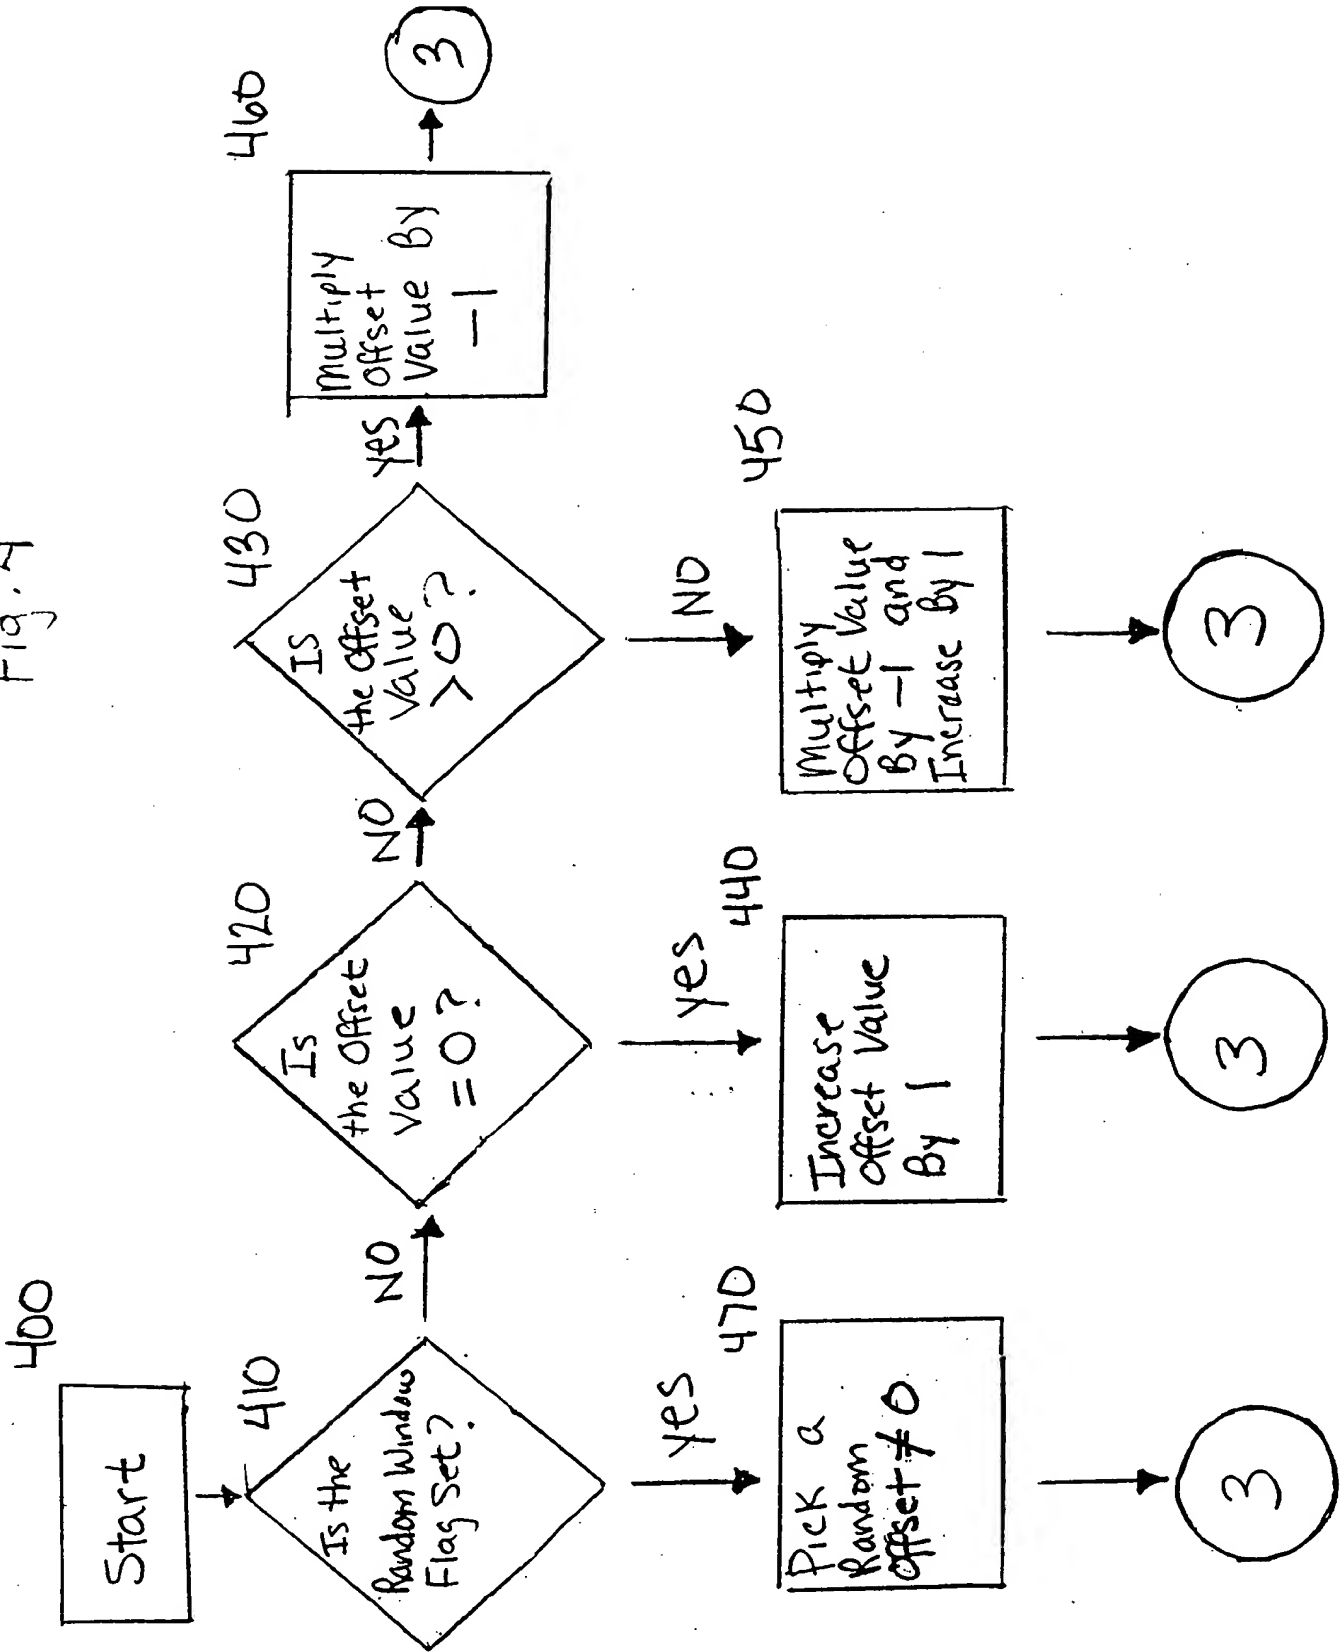 Fig. 4
400
Start
410
Is the
Random Window
Flag Set?
NO
yes
470
Pick a
Random
Offset ≠ 0
3
420
Is
the Offset
Value
=0?
NO
yes
440
Increase
Offset Value
By 1
3
430
Is
the Offset
Value
>0?
yes
NO
450
Multiply
Offset Value
By -1 and
Increase By 1
3
460
Multiply
Offset
Value By
-1
3